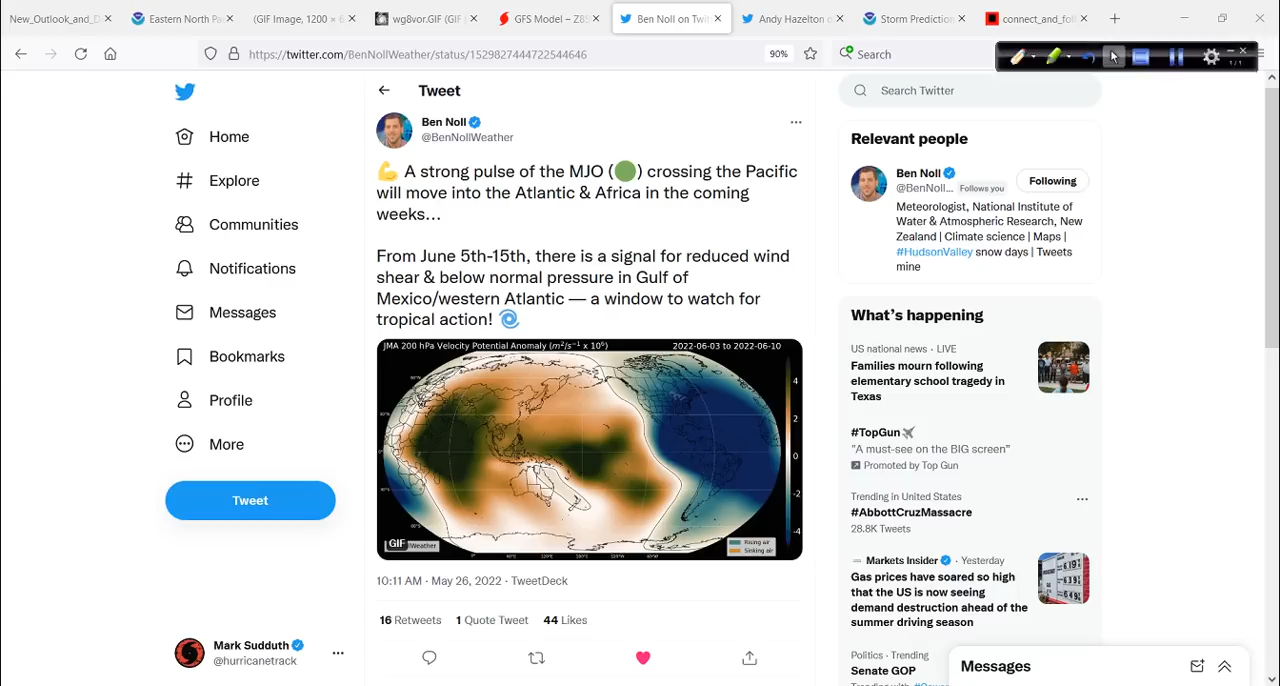 New_Outlook_and_D
Eastern North Pa
(GIF Image, 1200 × 6
wg8vor.GIF (GIF
GFS Model – Z85
Ben Noll on Twit
Andy Hazelton o
Storm Prediction
connect_and_foll
https://twitter.com/BenNollWeather/status/1529827444722544646
90%
Search
1/1
Home
Explore
Communities
Notifications
Messages
Bookmarks
Profile
More
Tweet
Mark Sudduth
@hurricanetrack
Tweet
Ben Noll
@BenNollWeather
💪 A strong pulse of the MJO (🟢) crossing the Pacific
will move into the Atlantic & Africa in the coming
weeks…
From June 5th-15th, there is a signal for reduced wind
shear & below normal pressure in Gulf of
Mexico/western Atlantic — a window to watch for
tropical action! 🌀
JMA 200 hPa Velocity Potential Anomaly (m²/s⁻¹ x 10⁶)
2022-06-03 to 2022-06-10
4
2
0
-2
-4
GIF
Weather
Rising air
Sinking air
10:11 AM · May 26, 2022 · TweetDeck
16 Retweets 1 Quote Tweet 44 Likes
Search Twitter
Relevant people
Ben Noll
@BenNoll... Follows you
Following
Meteorologist, National Institute of
Water & Atmospheric Research, New
Zealand | Climate science | Maps |
#HudsonValley snow days | Tweets
mine
What's happening
US national news · LIVE
Families mourn following
elementary school tragedy in
Texas
#TopGun
"A must-see on the BIG screen"
Promoted by Top Gun
Trending in United States
#AbbottCruzMassacre
28.8K Tweets
Markets Insider · Yesterday
Gas prices have soared so high
that the US is now seeing
demand destruction ahead of the
summer driving season
Politics · Trending
Senate GOP
Messages